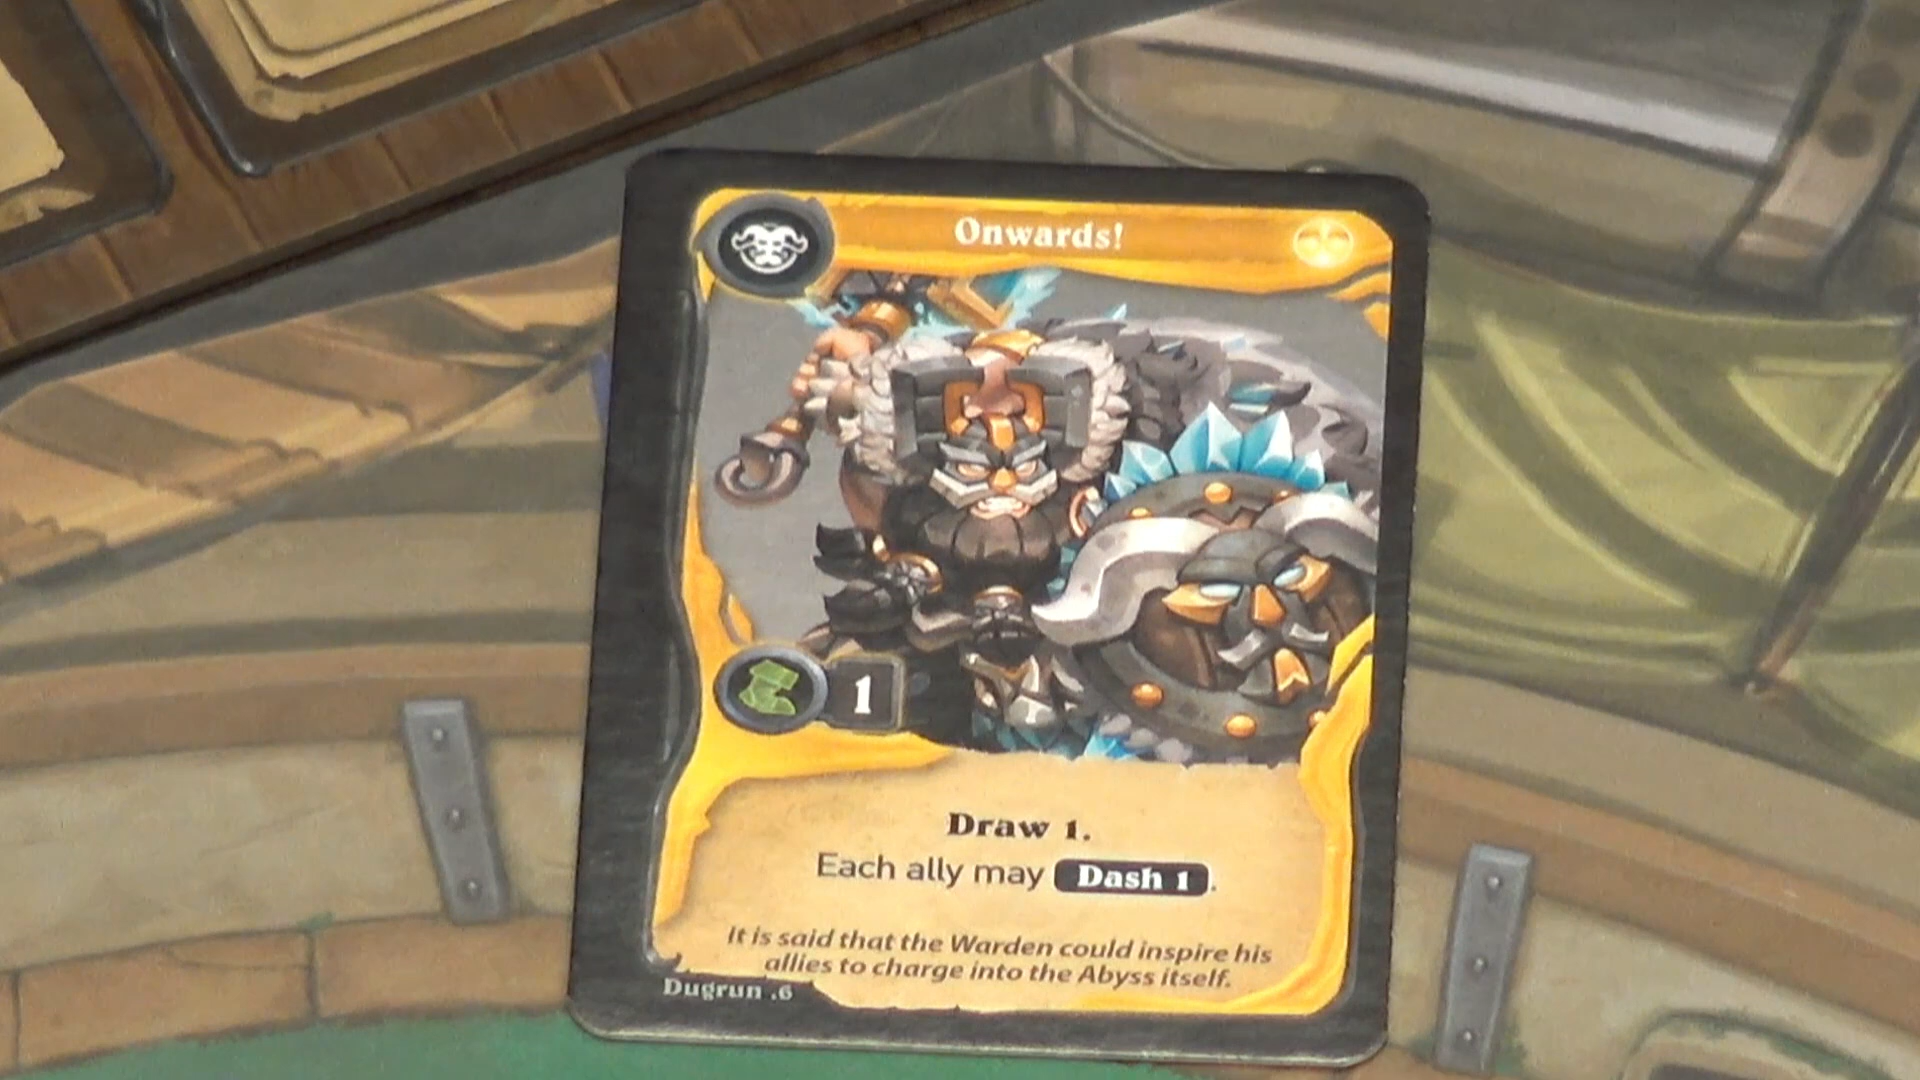 Onwards!
1
Draw 1.
Each ally may Dash 1.
It is said that the Warden could inspire his
allies to charge into the Abyss itself.
Dugrun .6